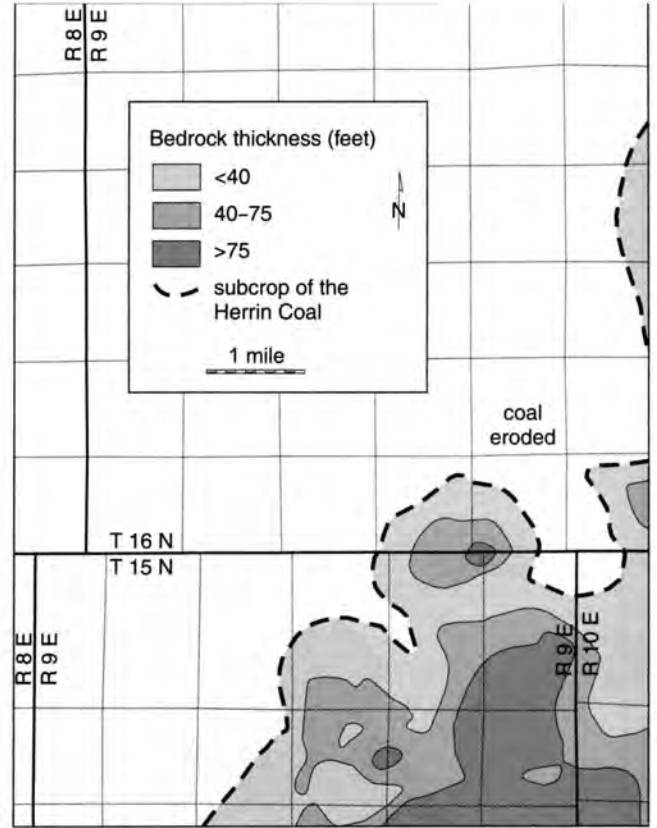 R 8 E
R 9 E
Bedrock thickness (feet)
<40
40–75
>75
N
subcrop of the
Herrin Coal
1 mile
coal
eroded
T 16 N
T 15 N
R 8 E
R 9 E
R 9 E
R 10 E